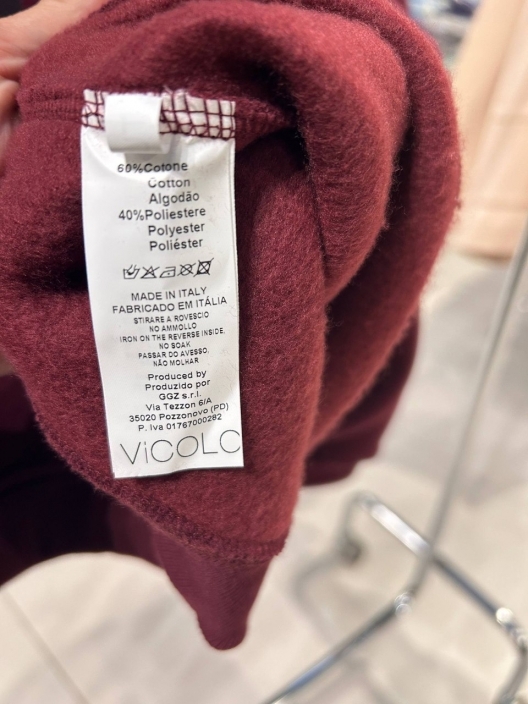 60%Cotone
Cotton
Algodão
40%Poliestere
Polyester
Poliéster
MADE IN ITALY
FABRICADO EM ITÁLIA
STIRARE A ROVESCIO
NO AMMOLLO
IRON ON THE REVERSE INSIDE.
NO SOAK
PASSAR DO AVESSO.
NÃO MOLHAR
Produced by
Produzido por
GGZ s.r.l.
Via Tezzon 6/A
35020 Pozzonovo (PD)
P. Iva 01767000282
ViCOLO